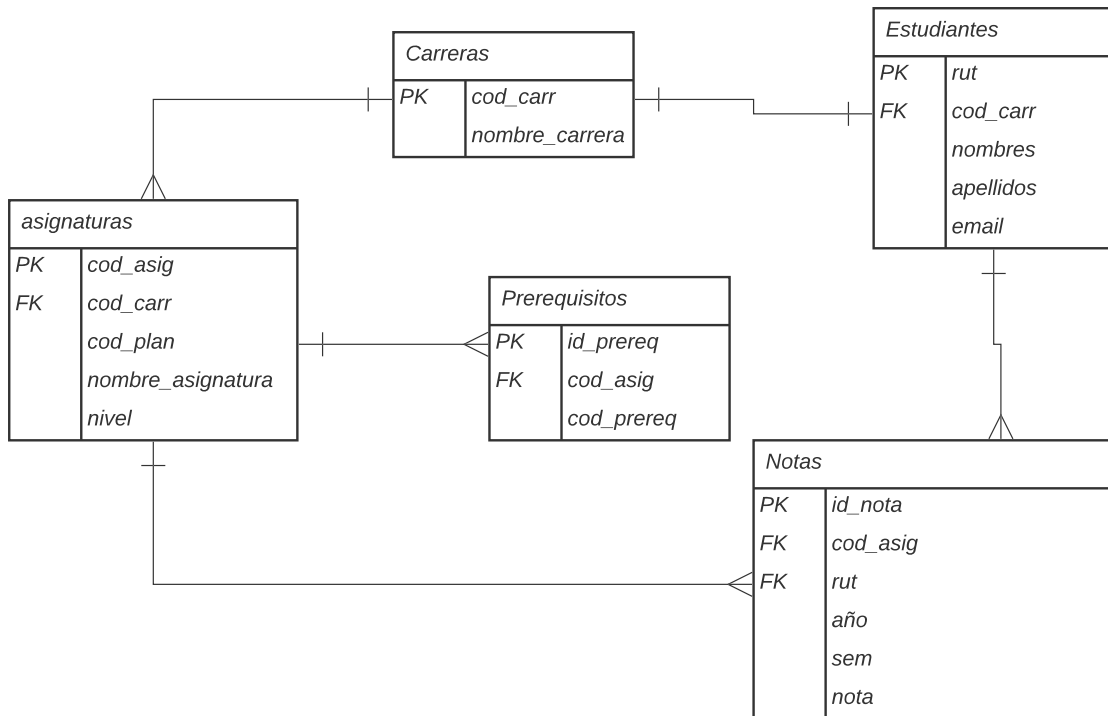 Carreras
PK cod_carr
nombre_carrera
Estudiantes
PK rut
FK cod_carr
nombres
apellidos
email
asignaturas
PK cod_asig
FK cod_carr
cod_plan
nombre_asignatura
nivel
Prerequisitos
PK id_prereq
FK cod_asig
cod_prereq
Notas
PK id_nota
FK cod_asig
FK rut
año
sem
nota